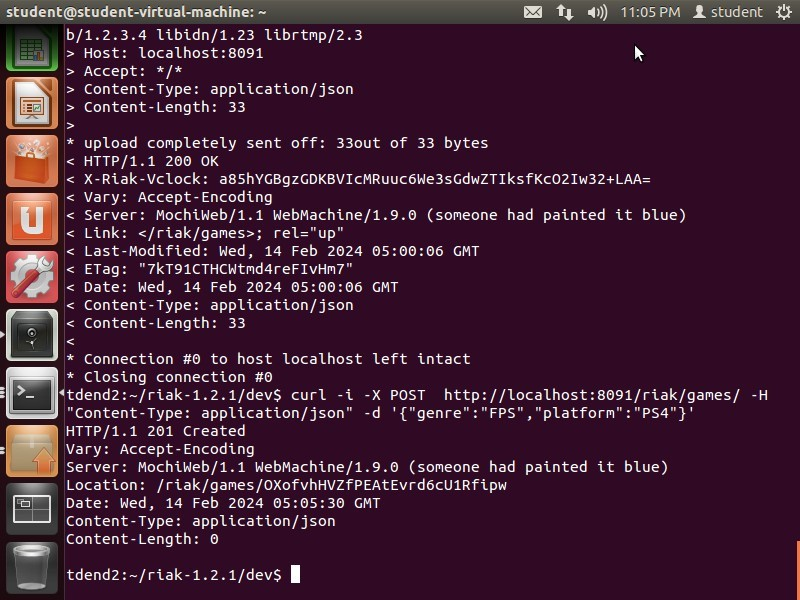 student@student-virtual-machine: ~
11:05 PM
student
b/1.2.3.4 libidn/1.23 librtmp/2.3
> Host: localhost:8091
> Accept: */*
> Content-Type: application/json
> Content-Length: 33
>
* upload completely sent off: 33out of 33 bytes
< HTTP/1.1 200 OK
< X-Riak-Vclock: a85hYGBgzGDKBVIcMRuuc6We3sGdwZTIksfKcO2Iw32+LAA=
< Vary: Accept-Encoding
< Server: MochiWeb/1.1 WebMachine/1.9.0 (someone had painted it blue)
< Link: </riak/games>; rel="up"
< Last-Modified: Wed, 14 Feb 2024 05:00:06 GMT
< ETag: "7kT91CTHCWtmd4reFIvHm7"
< Date: Wed, 14 Feb 2024 05:00:06 GMT
< Content-Type: application/json
< Content-Length: 33
<
* Connection #0 to host localhost left intact
* Closing connection #0
tdend2:~/riak-1.2.1/dev$ curl -i -X POST  http://localhost:8091/riak/games/ -H
"Content-Type: application/json" -d '{"genre":"FPS","platform":"PS4"}'
HTTP/1.1 201 Created
Vary: Accept-Encoding
Server: MochiWeb/1.1 WebMachine/1.9.0 (someone had painted it blue)
Location: /riak/games/OXofvhHVZfPEAtEvrd6cU1Rfipw
Date: Wed, 14 Feb 2024 05:05:30 GMT
Content-Type: application/json
Content-Length: 0
tdend2:~/riak-1.2.1/dev$